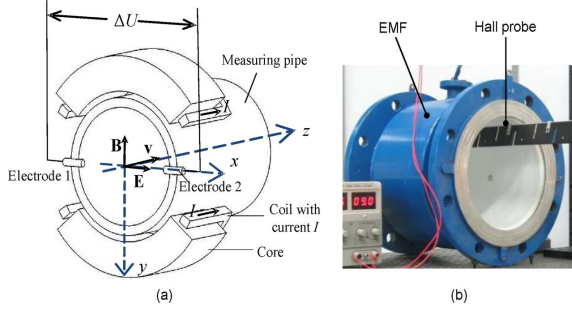 ΔU
Measuring pipe
I
z
B
v
x
E
Electrode 1
Electrode 2
I
Coil with
current I
Core
y
(a)
EMF
Hall probe
09.0
(b)